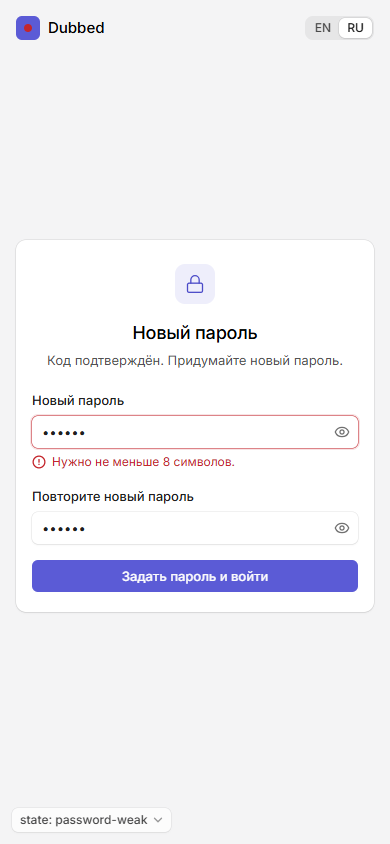 Dubbed
EN RU
Новый пароль
Код подтверждён. Придумайте новый пароль.
Новый пароль
••••••
Нужно не меньше 8 символов.
Повторите новый пароль
••••••
Задать пароль и войти
state: password-weak